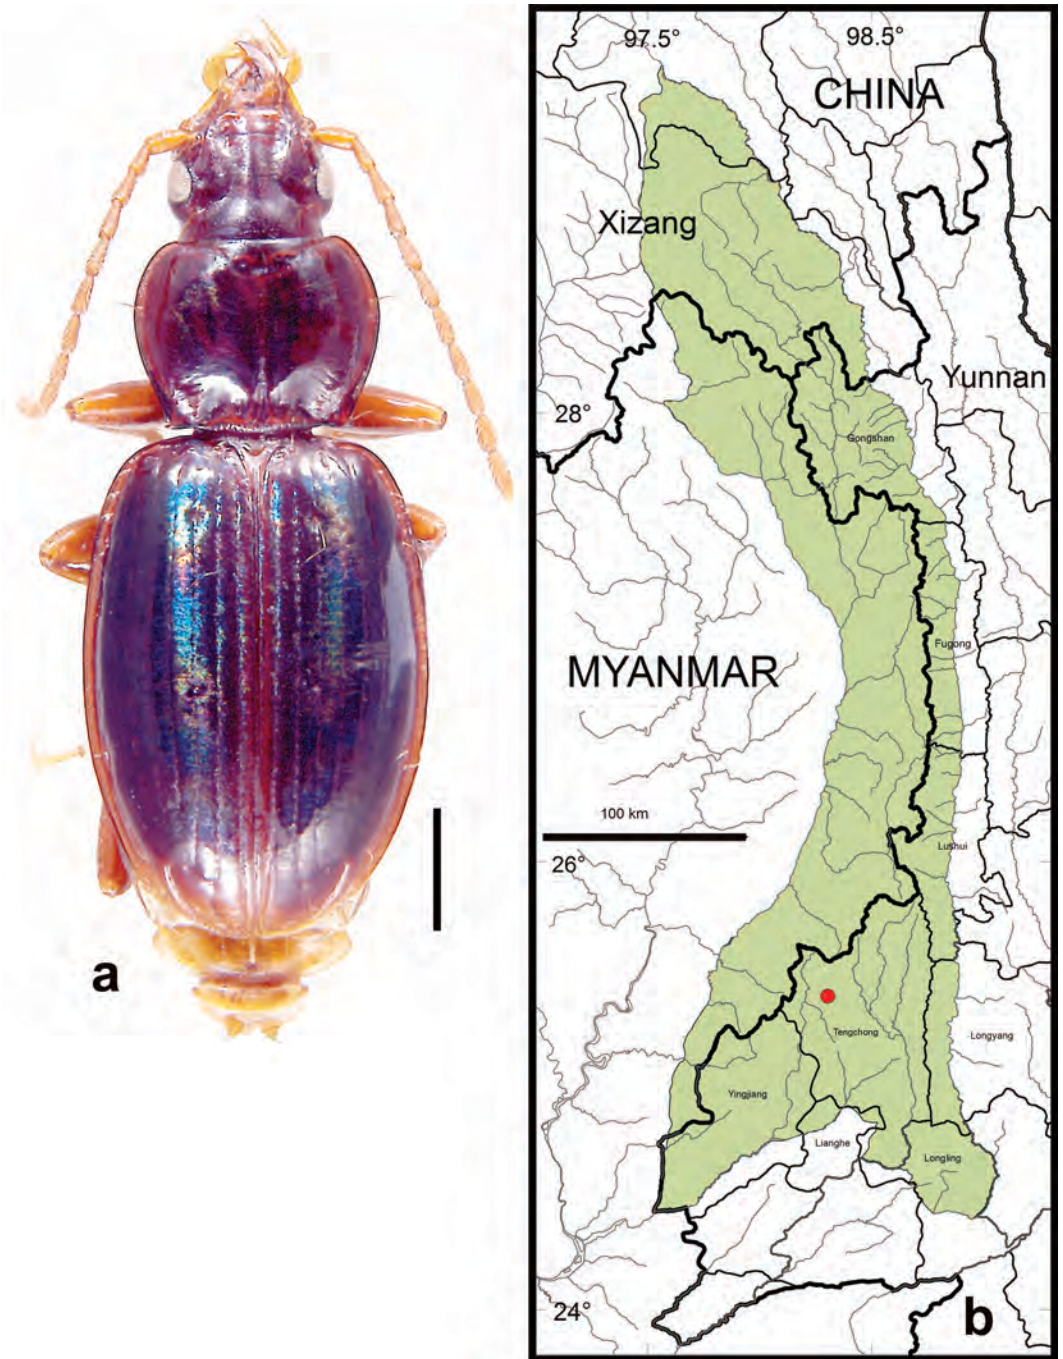 a
97.5°
98.5°
CHINA
Xizang
Yunnan
28°
Gongshan
Fugong
MYANMAR
100 km
Lushui
26°
Tengchong
Longyang
Yingjiang
Lianghe
Longling
24°
b